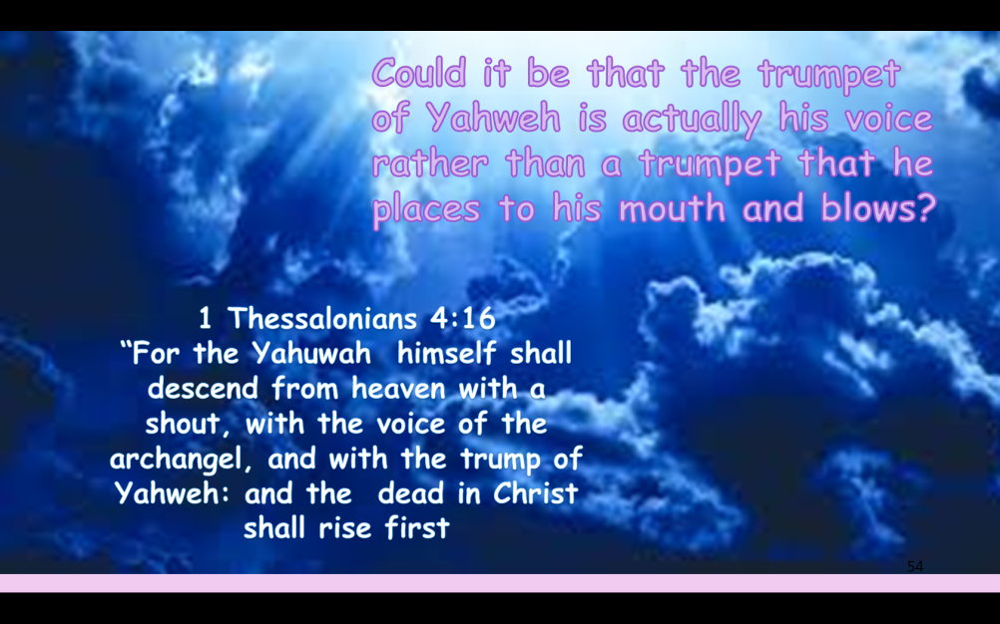 Could it be that the trumpet
of Yahweh is actually his voice
rather than a trumpet that he
places to his mouth and blows?
1 Thessalonians 4:16
“For the Yahuwah himself shall
descend from heaven with a
shout, with the voice of the
archangel, and with the trump of
Yahweh: and the dead in Christ
shall rise first
54